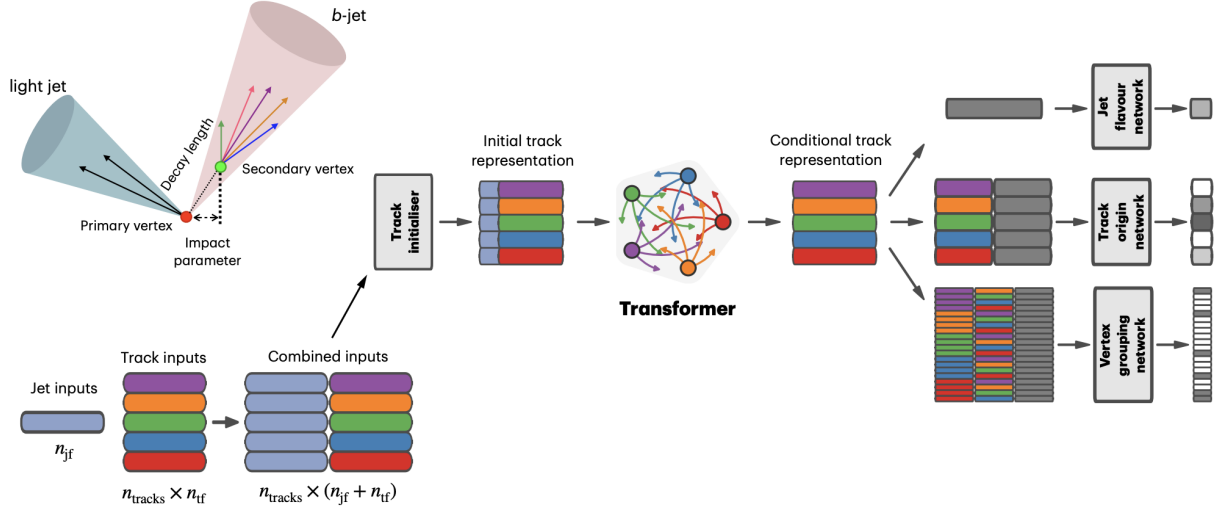 b-jet
light jet
Decay length
Secondary vertex
Primary vertex
Impact
parameter
Jet inputs
n_jf
Track inputs
n_tracks × n_tf
Combined inputs
n_tracks × (n_jf + n_tf)
Track
initialiser
Initial track
representation
Transformer
Conditional track
representation
Jet
flavour
network
Track
origin
network
Vertex
grouping
network